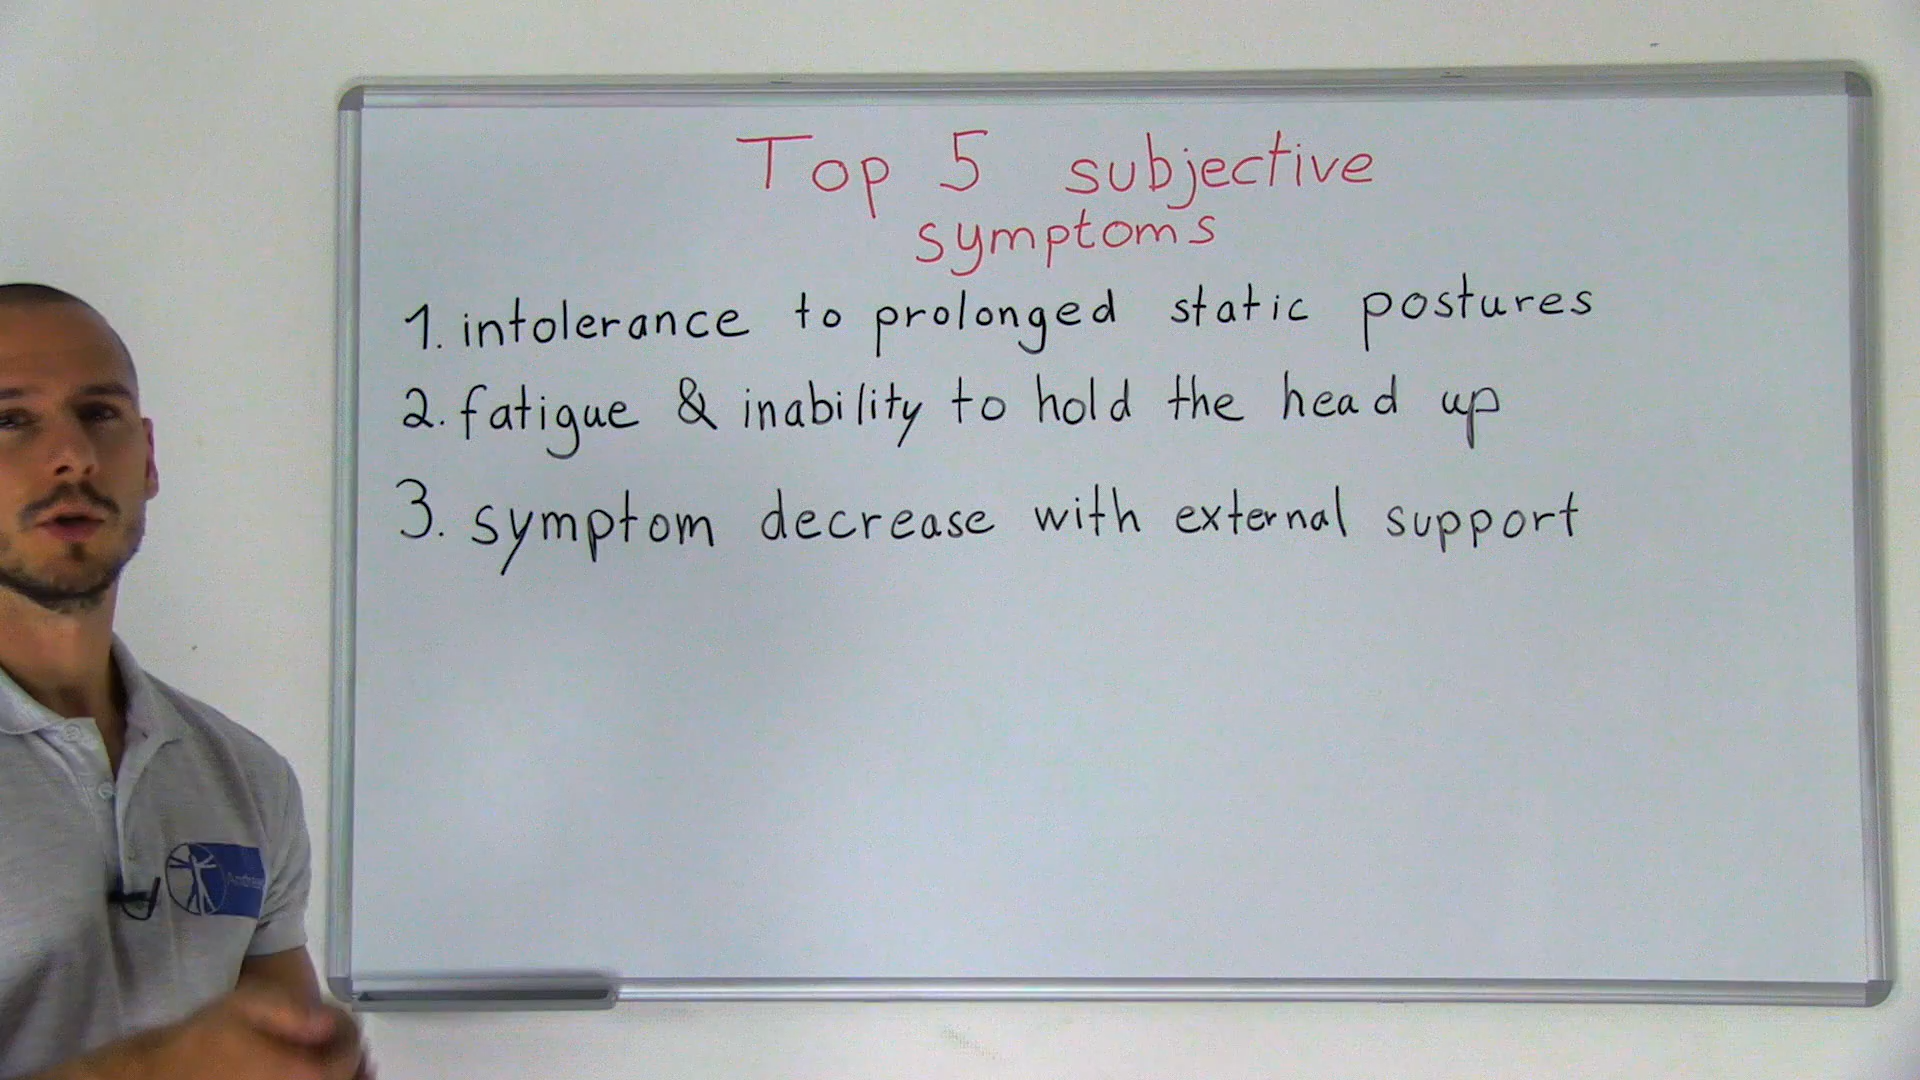 Top 5 subjective
symptoms
1. intolerance to prolonged static postures
2. fatigue & inability to hold the head up
3. symptom decrease with external support